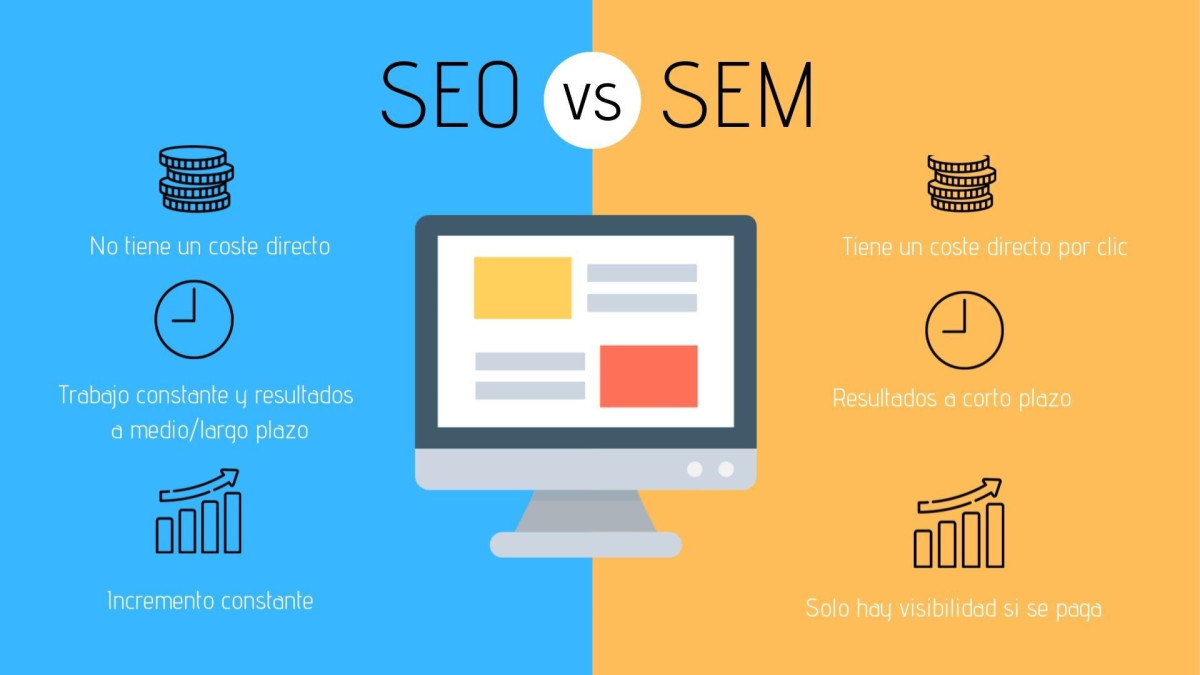 SEO vs SEM
No tiene un coste directo
Trabajo constante y resultados
a medio/largo plazo
Incremento constante
Tiene un coste directo por clic
Resultados a corto plazo
Solo hay visibilidad si se paga